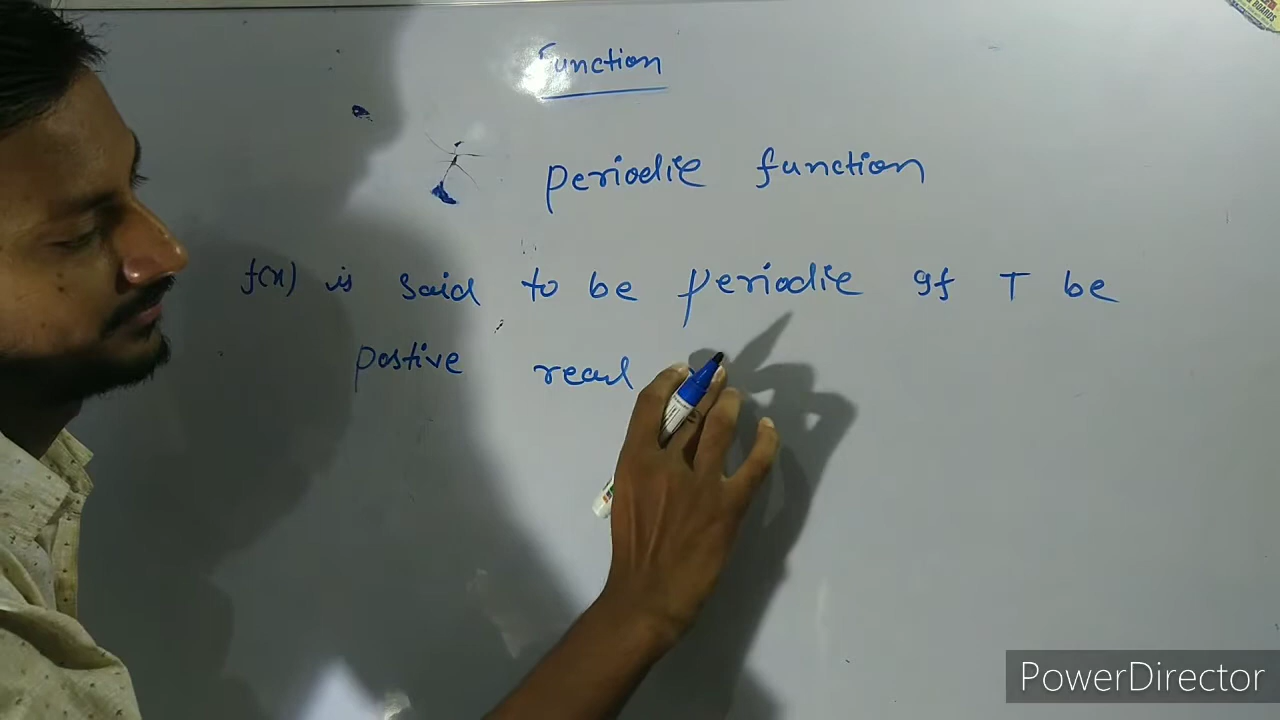 Function
periodic function
f(x) is said to be periodic If T be
postive real
PowerDirector